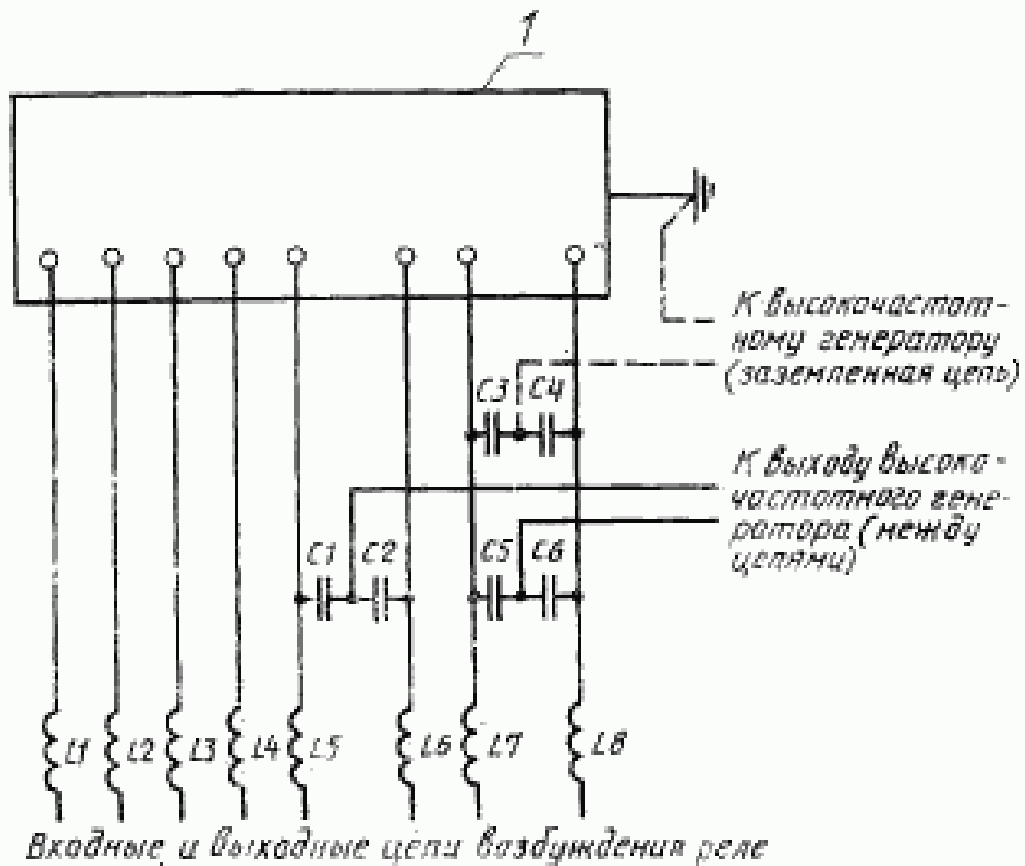 1
К высокочастот-
ному генератору
(заземленная цепь)
C3 C4
К выходу высоко-
частотного гене-
ратора (между
цепями)
C1 C2 C5 C6
L1 L2 L3 L4 L5 L6 L7 L8
Входные и выходные цепи возбуждения реле